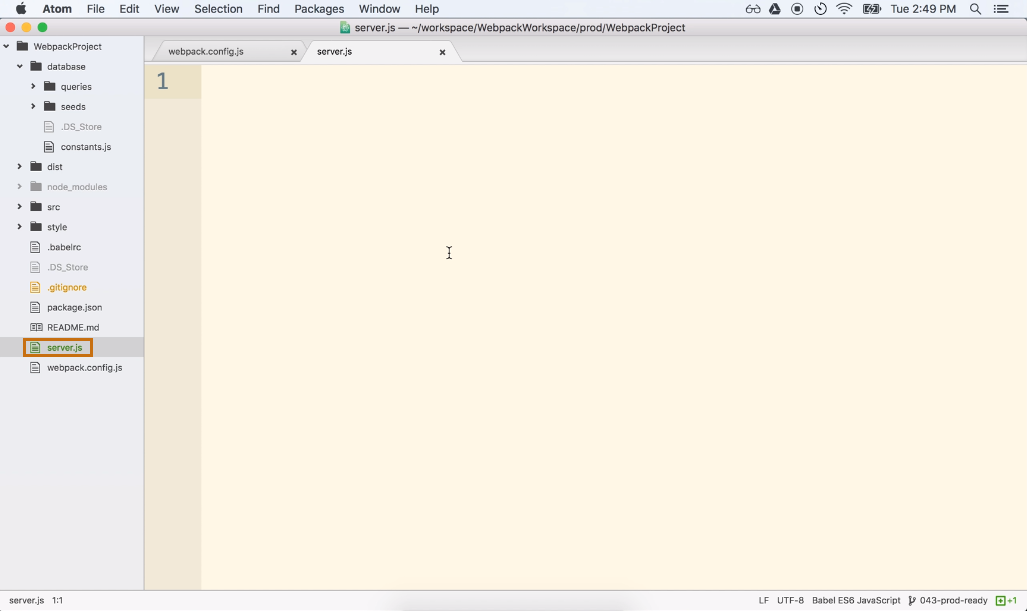 Atom File Edit View Selection Find Packages Window Help Tue 2:49 PM
server.js — ~/workspace/WebpackWorkspace/prod/WebpackProject
WebpackProject
webpack.config.js
server.js
database
queries
seeds
.DS_Store
constants.js
dist
node_modules
src
style
.babelrc
.DS_Store
.gitignore
package.json
README.md
server.js
webpack.config.js
1
server.js 1:1 LF UTF-8 Babel ES6 JavaScript 043-prod-ready +1